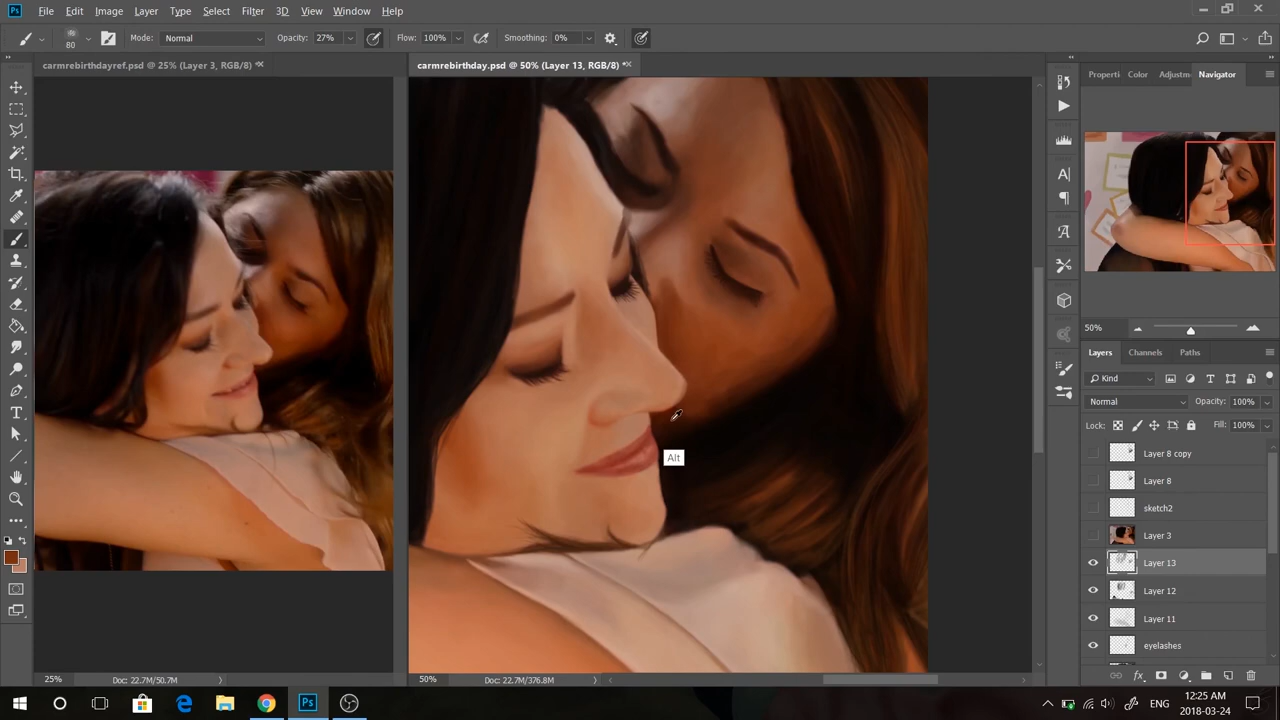 Ps File Edit Image Layer Type Select Filter 3D View Window Help
80 Mode: Normal Opacity: 27% Flow: 100% Smoothing: 0%
carmrebirthdayref.psd @ 25% (Layer 3, RGB/8) *
carmrebirthday.psd @ 50% (Layer 13, RGB/8) *
Properti Color Adjustm Navigator
50%
Layers Channels Paths
Kind
Normal Opacity: 100%
Lock: Fill: 100%
Layer 8 copy
Layer 8
sketch2
Layer 3
Layer 13
Layer 12
Layer 11
eyelashes
Alt
25% Doc: 22.7M/50.7M
50% Doc: 22.7M/376.8M
Ps
ENG
12:25 AM
2018-03-24